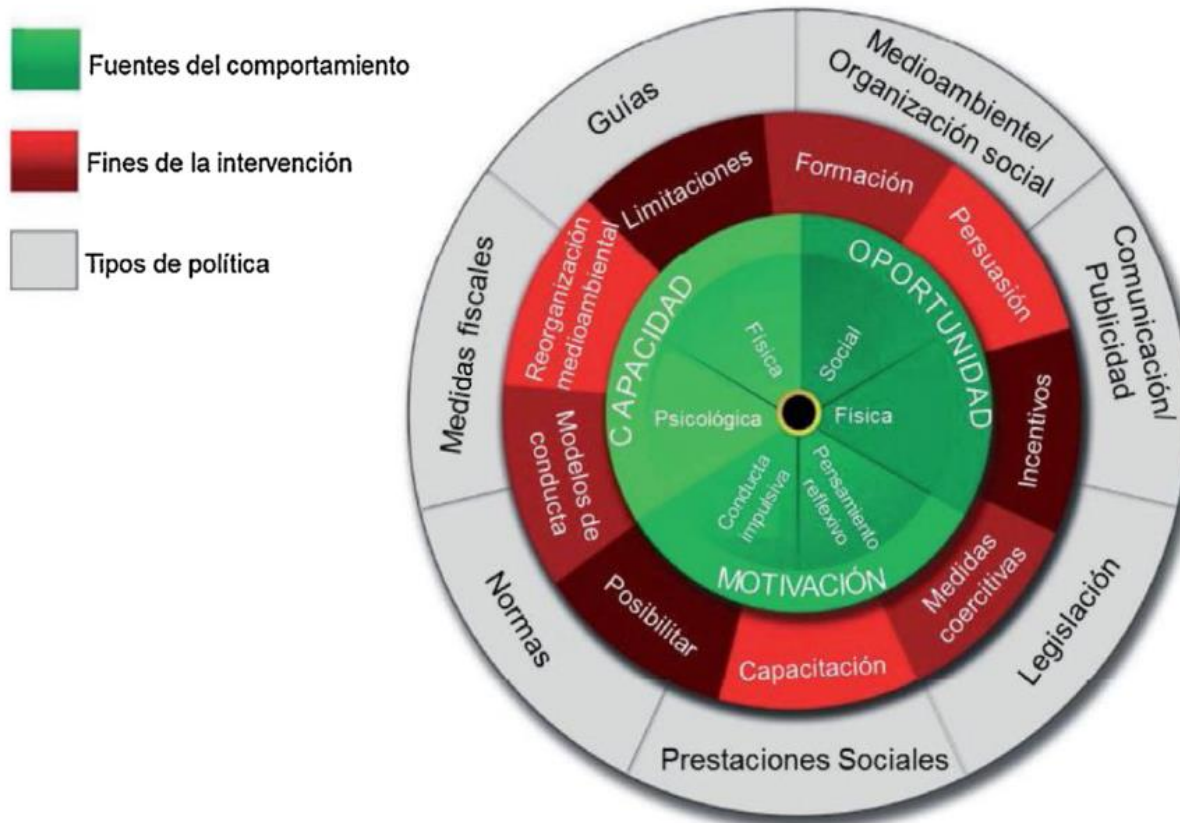 Fuentes del comportamiento
Fines de la intervención
Tipos de política
Guías
Medioambiente/
Organización social
Comunicación/
Publicidad
Legislación
Prestaciones Sociales
Normas
Medidas fiscales
Limitaciones
Formación
Persuasión
Incentivos
Medidas
coercitivas
Capacitación
Posibilitar
Modelos de
conducta
Reorganización
medioambiental
CAPACIDAD
OPORTUNIDAD
MOTIVACIÓN
Física
Social
Psicológica
Física
Conducta
impulsiva
Pensamiento
reflexivo